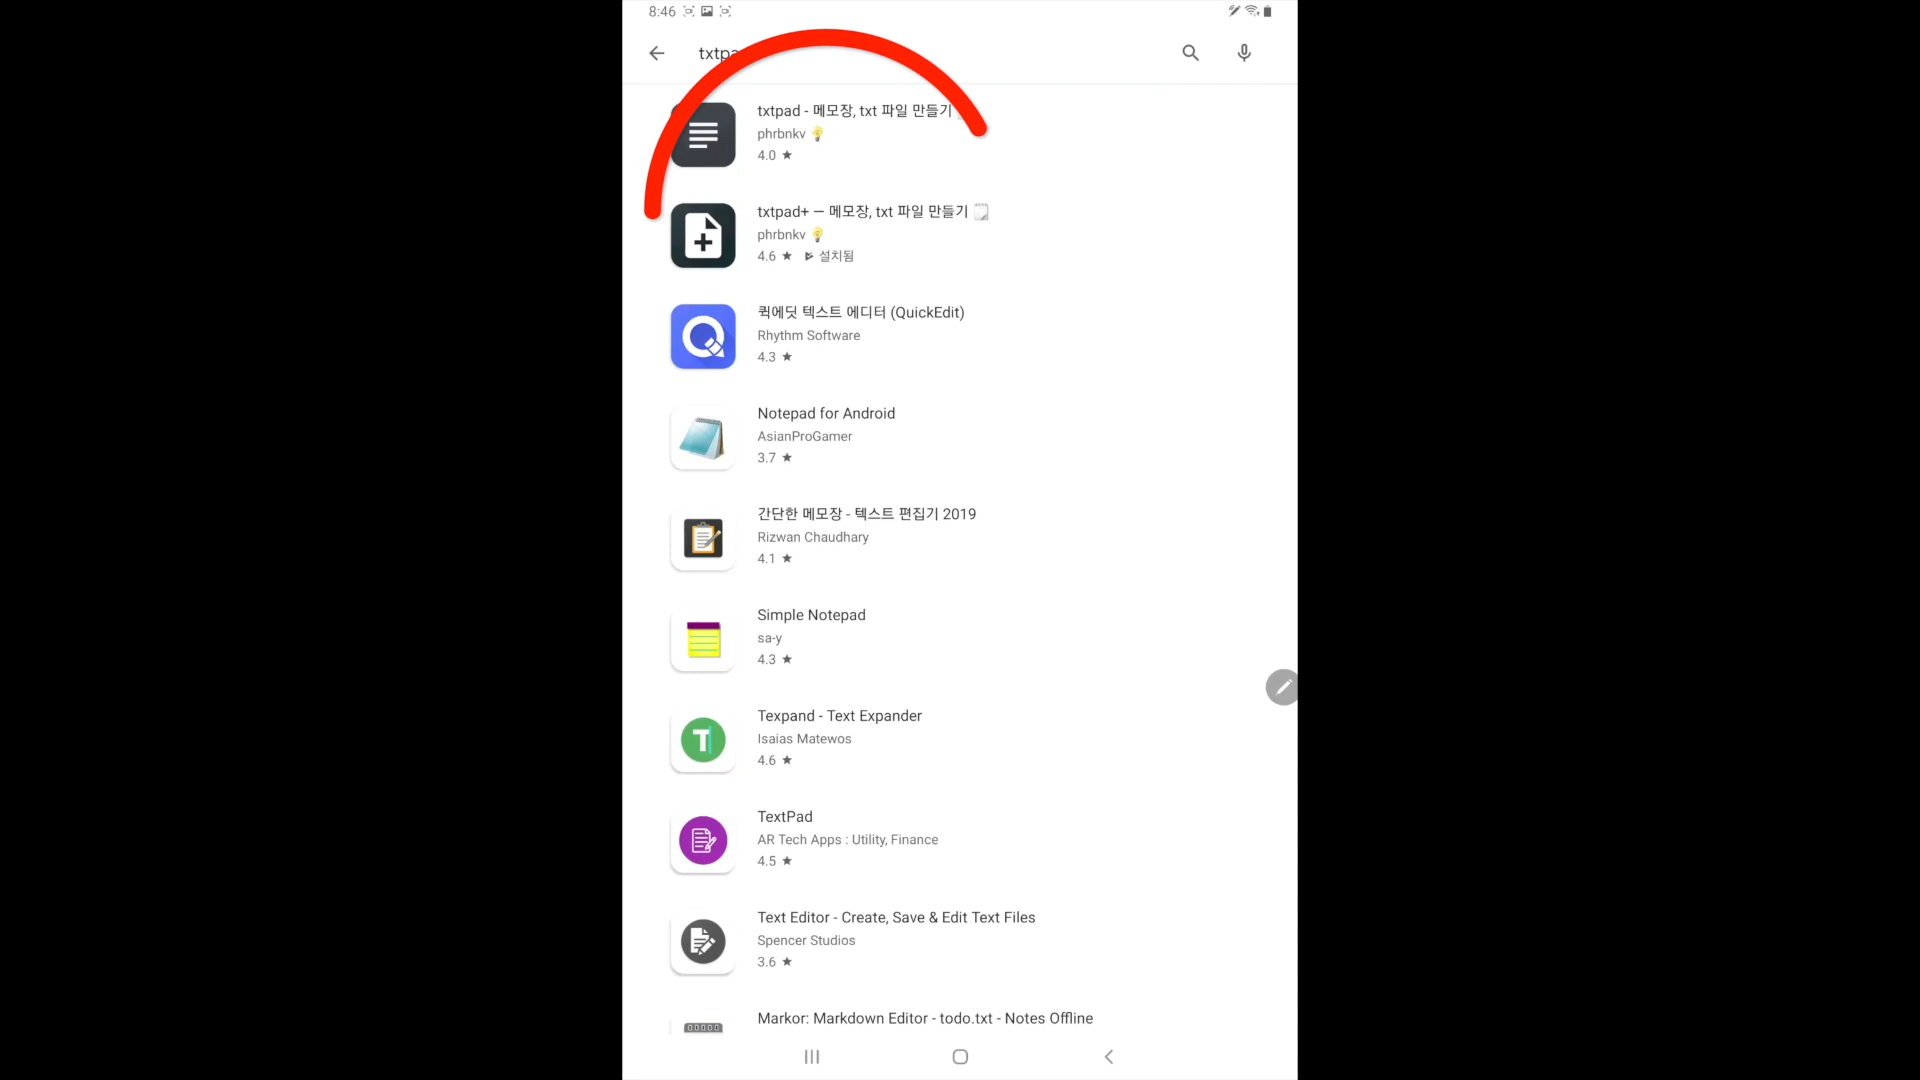 8:46
txtpad - 메모장, txt 파일 만들기
phrbnkv
4.0 ★
txtpad+ — 메모장, txt 파일 만들기
phrbnkv
4.6 ★ 설치됨
퀵에딧 텍스트 에디터 (QuickEdit)
Rhythm Software
4.3 ★
Notepad for Android
AsianProGamer
3.7 ★
간단한 메모장 - 텍스트 편집기 2019
Rizwan Chaudhary
4.1 ★
Simple Notepad
sa-y
4.3 ★
Texpand - Text Expander
Isaias Matewos
4.6 ★
TextPad
AR Tech Apps : Utility, Finance
4.5 ★
Text Editor - Create, Save & Edit Text Files
Spencer Studios
3.6 ★
Markor: Markdown Editor - todo.txt - Notes Offline